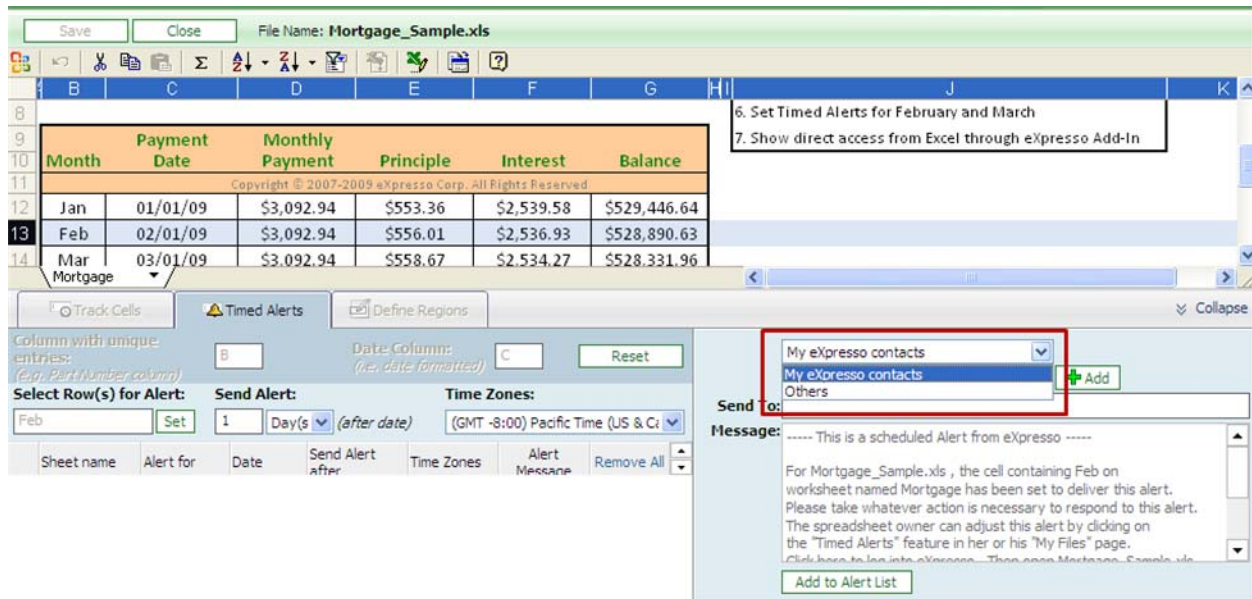 Save Close File Name: Mortgage_Sample.xls
B C D E F G H I J K
8 6. Set Timed Alerts for February and March
9 Payment Monthly 7. Show direct access from Excel through eXpresso Add-In
10 Month Date Payment Principle Interest Balance
11 Copyright © 2007-2009 eXpresso Corp. All Rights Reserved
12 Jan 01/01/09 $3,092.94 $553.36 $2,539.58 $529,446.64
13 Feb 02/01/09 $3,092.94 $556.01 $2,536.93 $528,890.63
14 Mar 03/01/09 $3,092.94 $558.67 $2,534.27 $528,331.96
Mortgage
Track Cells Timed Alerts Define Regions Collapse
Column with unique
entries:
(e.g. Part Number column)
B
Date Column:
(i.e., date formatted)
C
Reset
Select Row(s) for Alert: Send Alert: Time Zones:
Feb Set 1 Day(s (after date) (GMT -8:00) Pacific Time (US & Ca
Sheet name Alert for Date Send Alert after Time Zones Alert Message Remove All
My eXpresso contacts
My eXpresso contacts
Others
Add
Send To:
Message:
----- This is a scheduled Alert from eXpresso -----
For Mortgage_Sample.xls , the cell containing Feb on
worksheet named Mortgage has been set to deliver this alert.
Please take whatever action is necessary to respond to this alert.
The spreadsheet owner can adjust this alert by clicking on
the "Timed Alerts" feature in her or his "My Files" page.
Click here to log into eXpresso. Then open Mortgage_Sample.xls
Add to Alert List